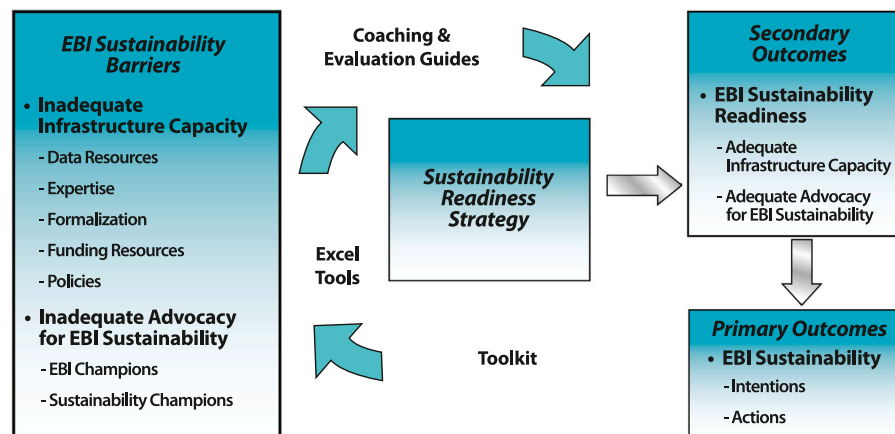 EBI Sustainability
Barriers
• Inadequate
Infrastructure Capacity
- Data Resources
- Expertise
- Formalization
- Funding Resources
- Policies
• Inadequate Advocacy
for EBI Sustainability
- EBI Champions
- Sustainability Champions
Coaching &
Evaluation Guides
Sustainability
Readiness
Strategy
Excel
Tools
Toolkit
Secondary
Outcomes
• EBI Sustainability
Readiness
- Adequate
Infrastructure Capacity
- Adequate Advocacy
for EBI Sustainability
Primary Outcomes
• EBI Sustainability
- Intentions
- Actions